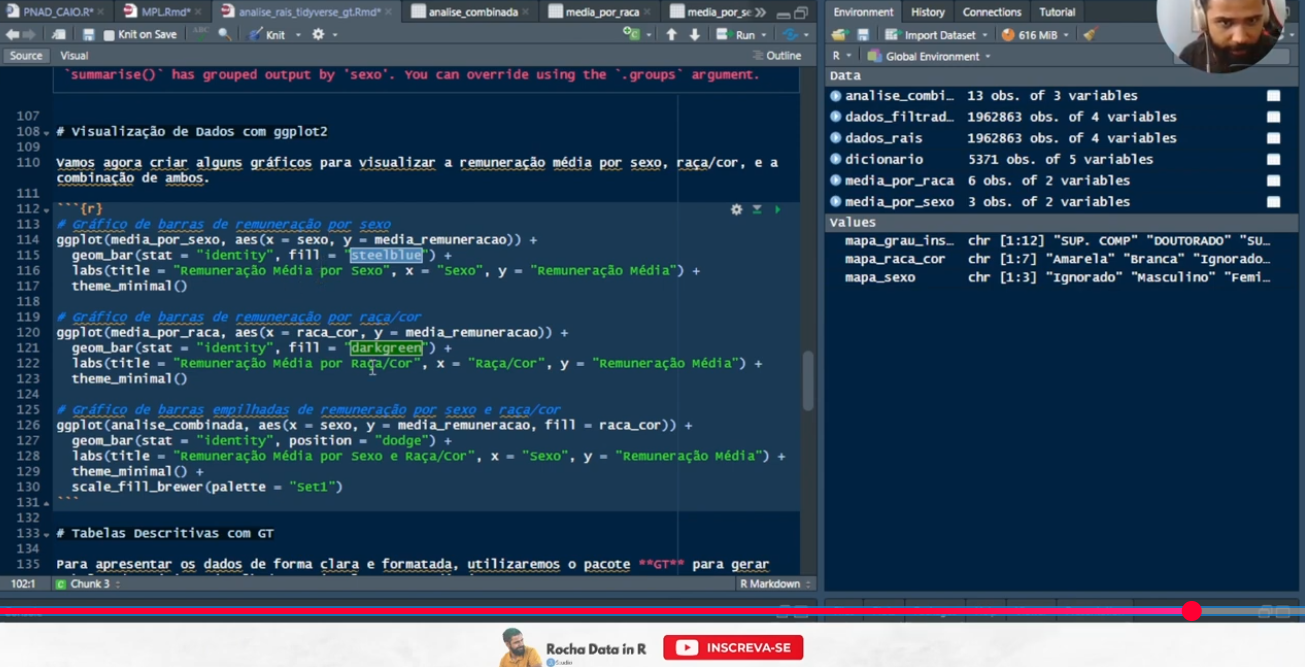 PNAD_CAIO.R* MPL.Rmd* analise_rais_tidyverse_gt.Rmd* analise_combinada media_por_raca media_por_se
Knit on Save Knit Run
Source Visual Outline
`summarise()` has grouped output by 'sexo'. You can override using the `.groups` argument.
107
108 # Visualização de Dados com ggplot2
109
110 Vamos agora criar alguns gráficos para visualizar a remuneração média por sexo, raça/cor, e a
combinação de ambos.
111
112 ```{r}
113 # Gráfico de barras de remuneração por sexo
114 ggplot(media_por_sexo, aes(x = sexo, y = media_remuneracao)) +
115 geom_bar(stat = "identity", fill = "steelblue") +
116 labs(title = "Remuneração Média por Sexo", x = "Sexo", y = "Remuneração Média") +
117 theme_minimal()
118
119 # Gráfico de barras de remuneração por raça/cor
120 ggplot(media_por_raca, aes(x = raca_cor, y = media_remuneracao)) +
121 geom_bar(stat = "identity", fill = "darkgreen") +
122 labs(title = "Remuneração Média por Raça/Cor", x = "Raça/Cor", y = "Remuneração Média") +
123 theme_minimal()
124
125 # Gráfico de barras empilhadas de remuneração por sexo e raça/cor
126 ggplot(analise_combinada, aes(x = sexo, y = media_remuneracao, fill = raca_cor)) +
127 geom_bar(stat = "identity", position = "dodge") +
128 labs(title = "Remuneração Média por Sexo e Raça/Cor", x = "Sexo", y = "Remuneração Média") +
129 theme_minimal() +
130 scale_fill_brewer(palette = "Set1")
131 ```
132
133 # Tabelas Descritivas com GT
134
135 Para apresentar os dados de forma clara e formatada, utilizaremos o pacote **GT** para gerar
102:1 Chunk 3 R Markdown
Environment History Connections Tutorial
Import Dataset 616 MiB
R Global Environment
Data
analise_combi… 13 obs. of 3 variables
dados_filtrad… 1962863 obs. of 4 variables
dados_rais 1962863 obs. of 4 variables
dicionario 5371 obs. of 5 variables
media_por_raca 6 obs. of 2 variables
media_por_sexo 3 obs. of 2 variables
Values
mapa_grau_ins… chr [1:12] "SUP. COMP" "DOUTORADO" "SU…
mapa_raca_cor chr [1:7] "Amarela" "Branca" "Ignorado…
mapa_sexo chr [1:3] "Ignorado" "Masculino" "Femi…
Rocha Data in R
INSCREVA-SE